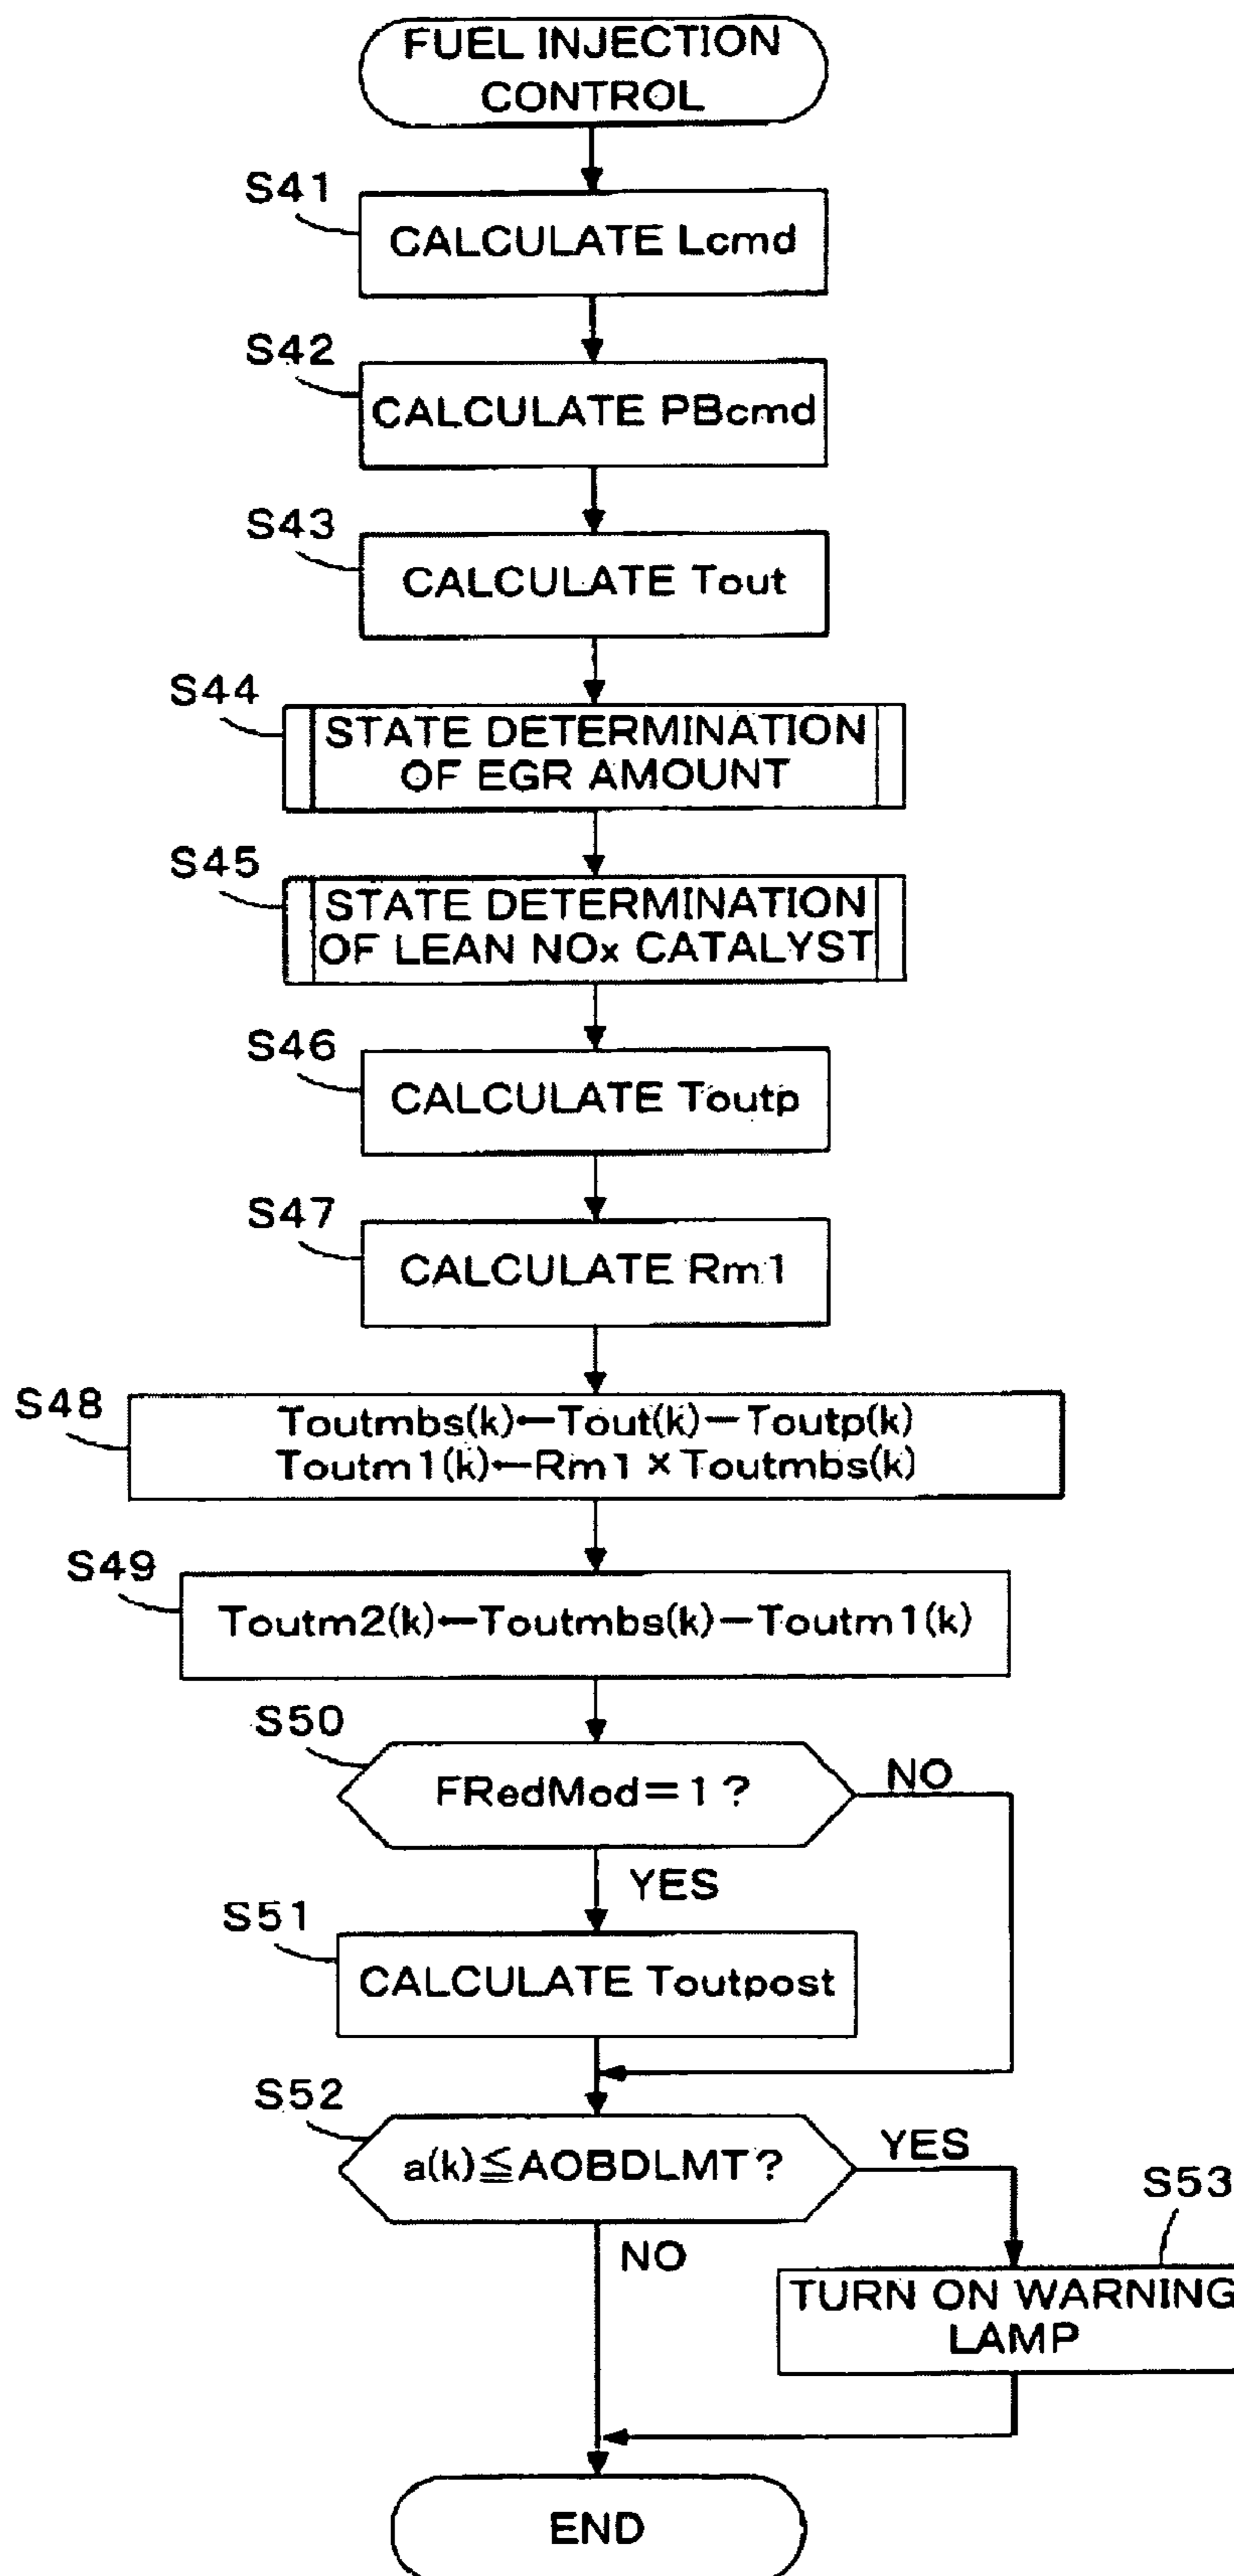 FUEL INJECTION
CONTROL
S41
CALCULATE Lcmd
S42
CALCULATE PBcmd
S43
CALCULATE Tout
S44
STATE DETERMINATION
OF EGR AMOUNT
S45
STATE DETERMINATION
OF LEAN NOx CATALYST
S46
CALCULATE Toutp
S47
CALCULATE Rm1
S48
Toutmbs(k)←Tout(k)−Toutp(k)
Toutm1(k)←Rm1×Toutmbs(k)
S49
Toutm2(k)←Toutmbs(k)−Toutm1(k)
S50
FRedMod=1?
NO
YES
S51
CALCULATE Toutpost
S52
a(k)≦AOBDLMT?
YES
NO
S53
TURN ON WARNING
LAMP
END